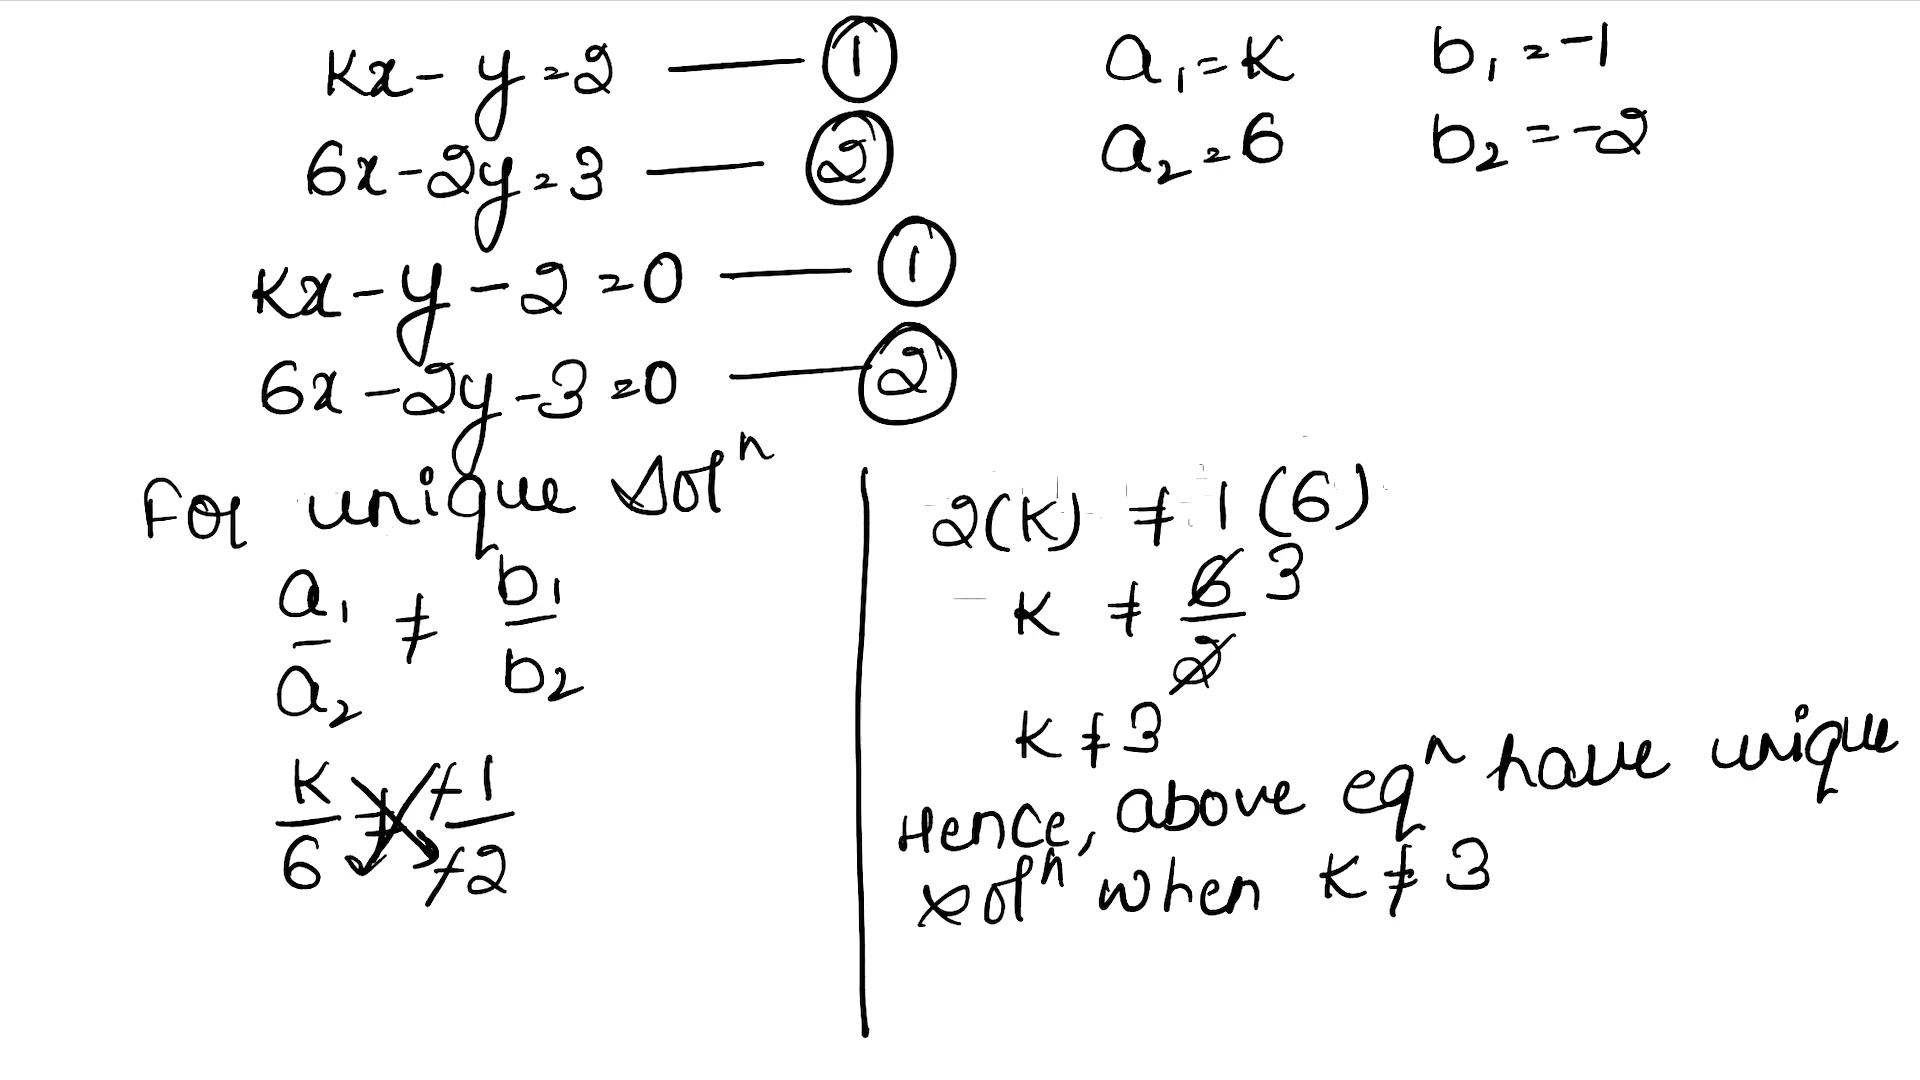 kx - y = 2 —— ①
6x - 2y = 3 —— ②
a₁ = k b₁ = -1
a₂ = 6 b₂ = -2
kx - y - 2 = 0 —— ①
6x - 2y - 3 = 0 —— ②
For unique solⁿ
a₁/a₂ ≠ b₁/b₂
k/6 ≠ -1/-2
2(k) ≠ 1(6)
k ≠ 6/2 3
k ≠ 3
Hence, above eqⁿ have unique
solⁿ when k ≠ 3